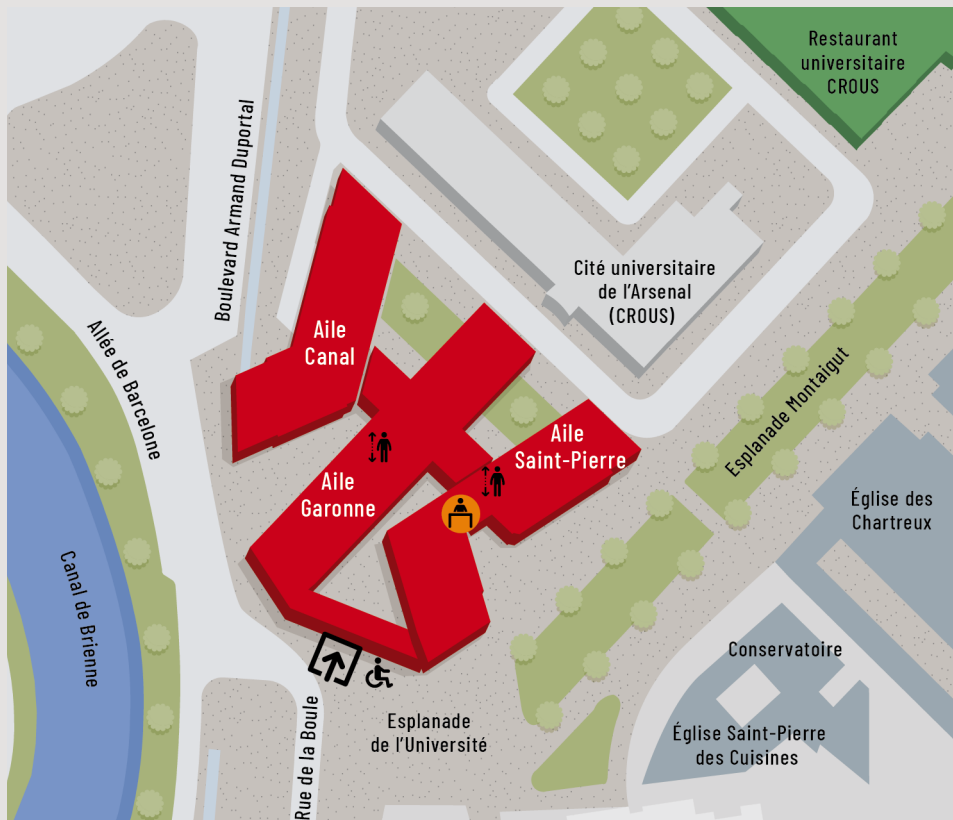 Restaurant
universitaire
CROUS
Boulevard Armand Duportal
Cité universitaire
de l'Arsenal
(CROUS)
Aile
Canal
Allée de Barcelone
Esplanade Montaigut
Aile
Saint-Pierre
Aile
Garonne
Église des
Chartreux
Canal de Brienne
Conservatoire
Rue de la Boule
Esplanade
de l'Université
Église Saint-Pierre
des Cuisines